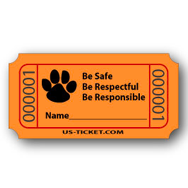 000001
Be Safe
Be Respectful
Be Responsible
Name
US-TICKET.COM
000001